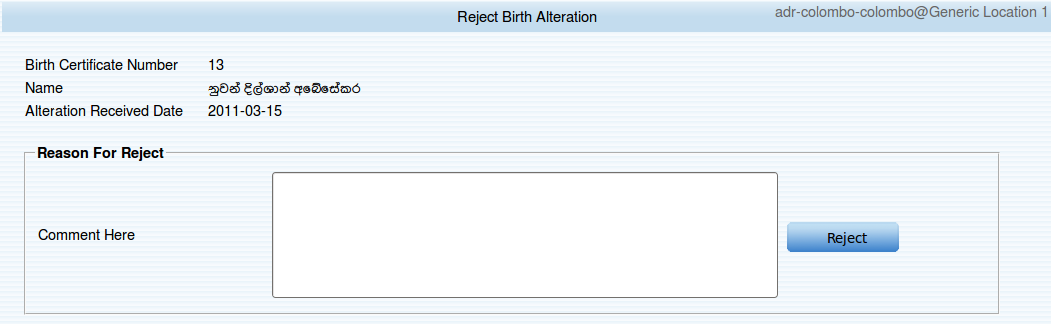 Reject Birth Alteration
adr-colombo-colombo@Generic Location 1
Birth Certificate Number 13
Name නුවන් දිල්ශාන් අබේසේකර
Alteration Received Date 2011-03-15
Reason For Reject
Comment Here
Reject